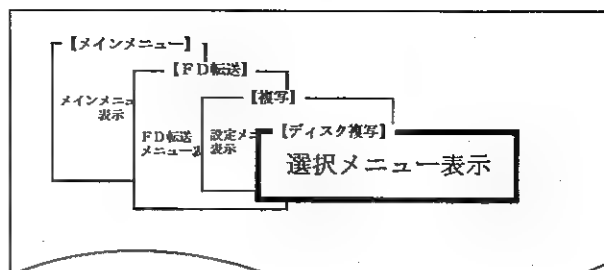 【メインメニュー】
メインメニュ
表示
【FD転送】
FD転送
メニュー
【複写】
設定メニ
表示
【ディスク複写】
選択メニュー表示